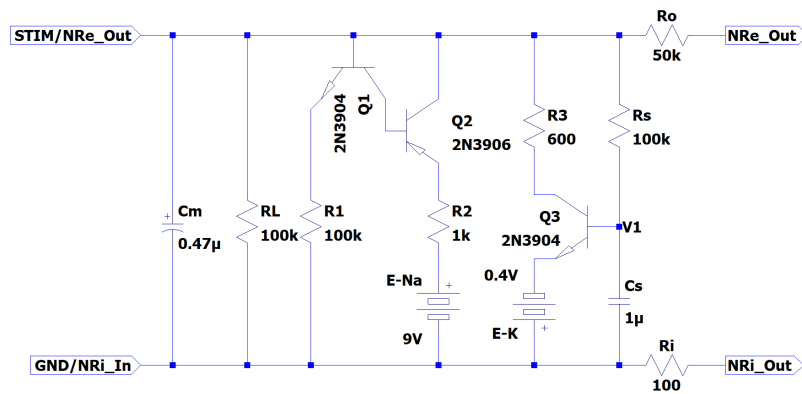 Ro
STIM/NRe_Out
NRe_Out
50k
2N3904
Q1
Q2
2N3906
R3
600
Rs
100k
Cm
0.47µ
RL
100k
R1
100k
R2
1k
Q3
2N3904
V1
E-Na
+
9V
0.4V
E-K
+
Cs
1µ
+
GND/NRi_In
Ri
100
NRi_Out